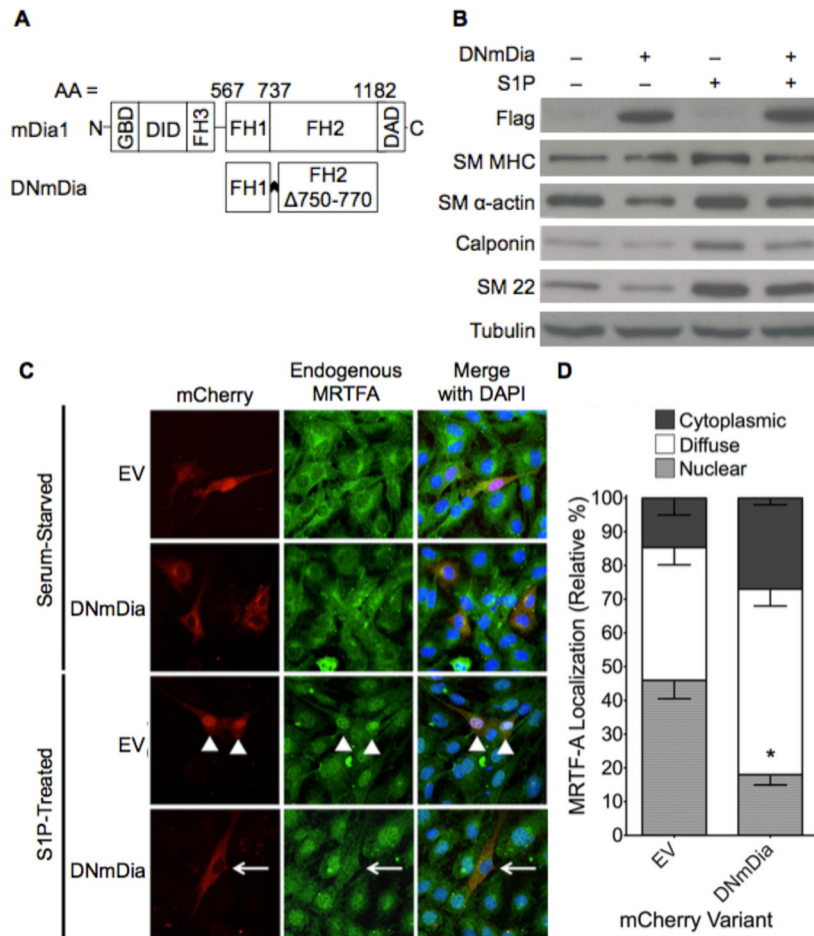 A
AA = 567 737 1182
mDia1 N GBD DID FH3 FH1 FH2 DAD C
DNmDia FH1 FH2
Δ750-770
B
DNmDia – + – +
S1P – – + +
Flag
SM MHC
SM α-actin
Calponin
SM 22
Tubulin
C
mCherry Endogenous MRTFA Merge with DAPI
Serum-Starved
EV
DNmDia
S1P-Treated
EV
DNmDia
D
Cytoplasmic
Diffuse
Nuclear
MRTF-A Localization (Relative %)
100
90
80
70
60
50
40
30
20
10
0
*
EV DNmDia
mCherry Variant